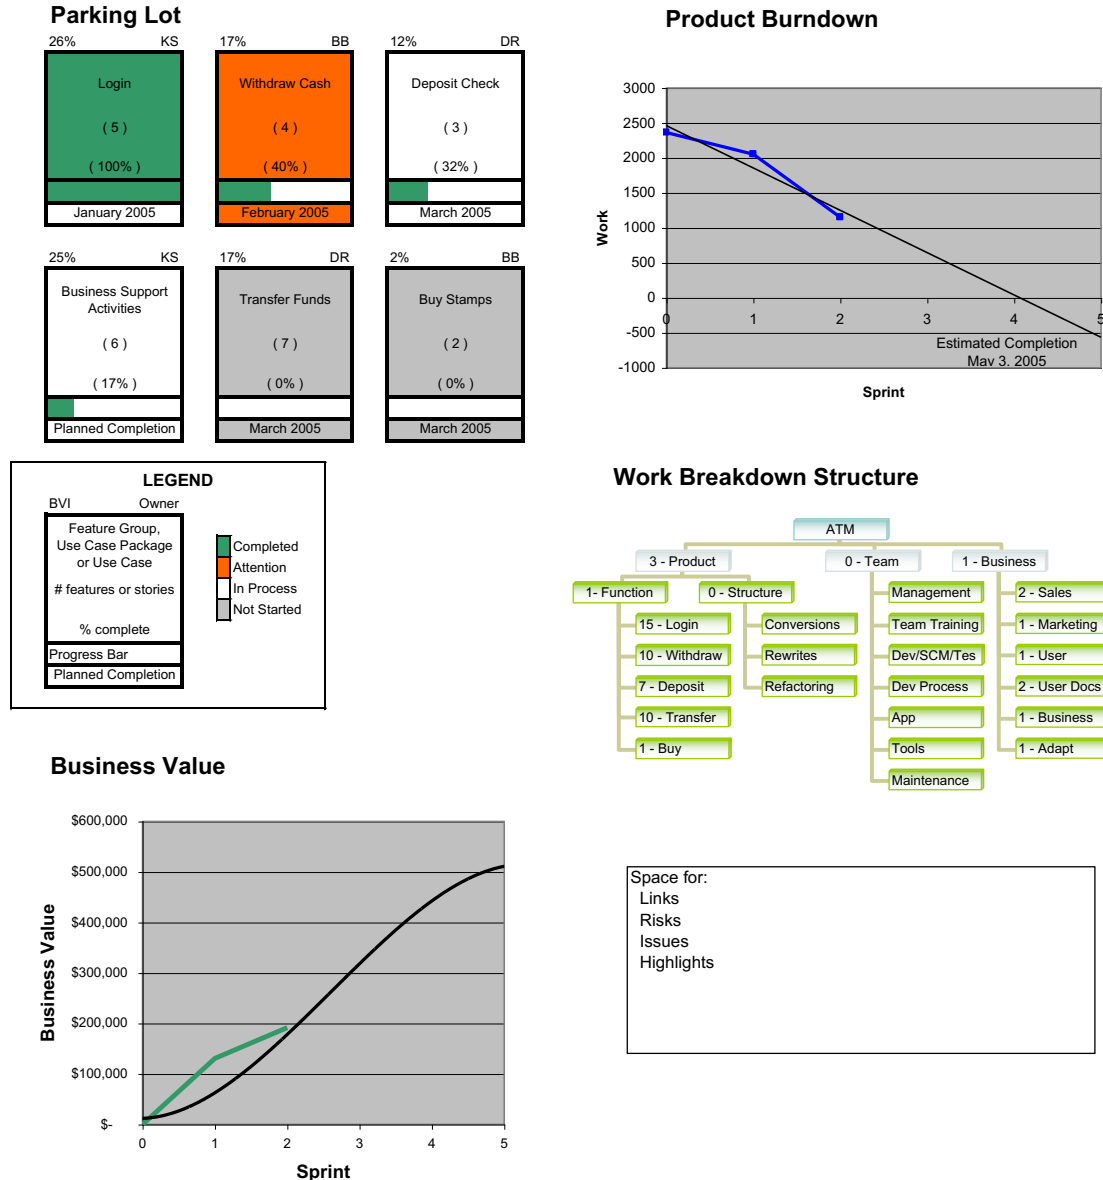 Parking Lot
26% KS
Login
( 5 )
( 100% )
January 2005
17% BB
Withdraw Cash
( 4 )
( 40% )
February 2005
12% DR
Deposit Check
( 3 )
( 32% )
March 2005
25% KS
Business Support
Activities
( 6 )
( 17% )
Planned Completion
17% DR
Transfer Funds
( 7 )
( 0% )
March 2005
2% BB
Buy Stamps
( 2 )
( 0% )
March 2005
LEGEND
BVI Owner
Feature Group,
Use Case Package
or Use Case
# features or stories
% complete
Progress Bar
Planned Completion
Completed
Attention
In Process
Not Started
Product Burndown
3000
2500
2000
1500
1000
500
0
-500
-1000
Work
0 1 2 3 4 5
Estimated Completion
May 3, 2005
Sprint
Work Breakdown Structure
ATM
3 - Product
0 - Team
1 - Business
1- Function
0 - Structure
15 - Login
10 - Withdraw
7 - Deposit
10 - Transfer
1 - Buy
Conversions
Rewrites
Refactoring
Management
Team Training
Dev/SCM/Tes
Dev Process
App
Tools
Maintenance
2 - Sales
1 - Marketing
1 - User
2 - User Docs
1 - Business
1 - Adapt
Business Value
$600,000
$500,000
$400,000
$300,000
$200,000
$100,000
$-
Business Value
0 1 2 3 4 5
Sprint
Space for:
Links
Risks
Issues
Highlights